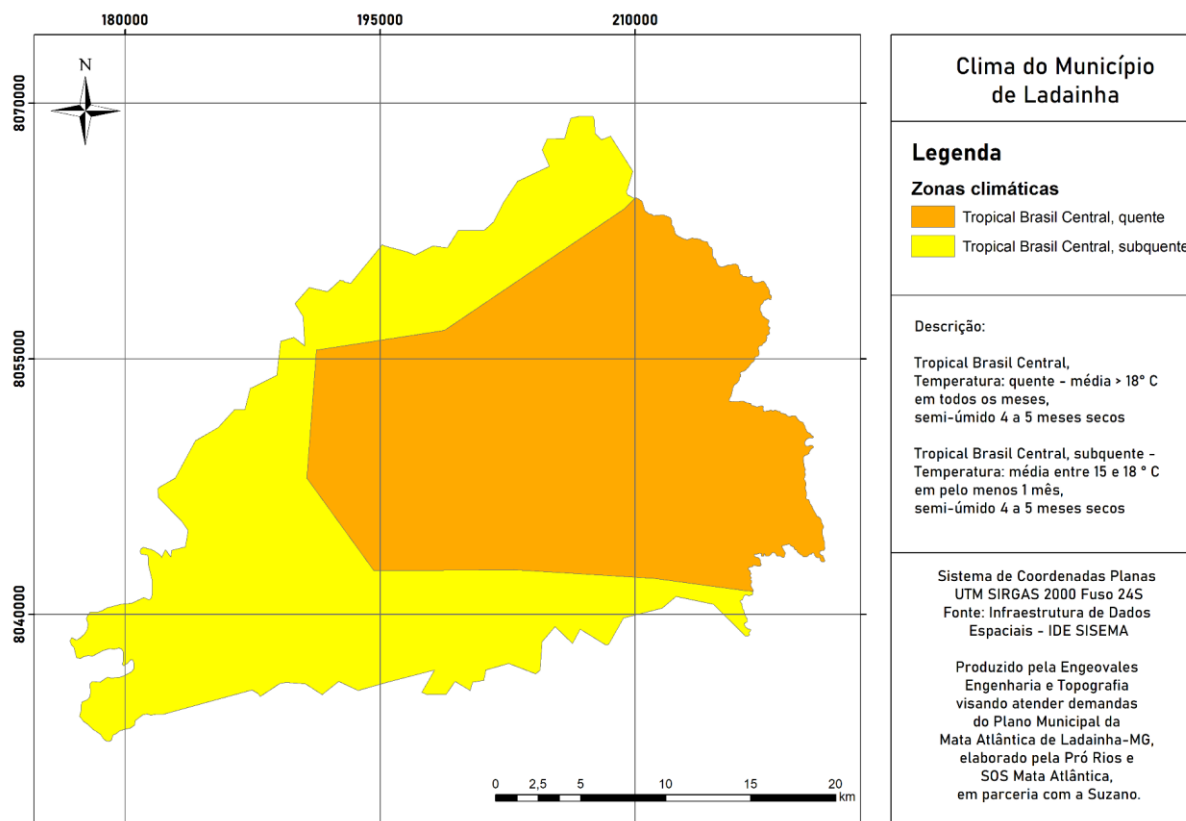 180000
195000
210000
N
8070000
8055000
8040000
0
2,5
5
10
15
20
km
Clima do Município
de Ladainha
Legenda
Zonas climáticas
Tropical Brasil Central, quente
Tropical Brasil Central, subquente
Descrição:
Tropical Brasil Central,
Temperatura: quente - média > 18° C
em todos os meses,
semi-úmido 4 a 5 meses secos
Tropical Brasil Central, subquente -
Temperatura: média entre 15 e 18 ° C
em pelo menos 1 mês,
semi-úmido 4 a 5 meses secos
Sistema de Coordenadas Planas
UTM SIRGAS 2000 Fuso 24S
Fonte: Infraestrutura de Dados
Espaciais - IDE SISEMA
Produzido pela Engeovales
Engenharia e Topografia
visando atender demandas
do Plano Municipal da
Mata Atlântica de Ladainha-MG,
elaborado pela Pró Rios e
SOS Mata Atlântica,
em parceria com a Suzano.